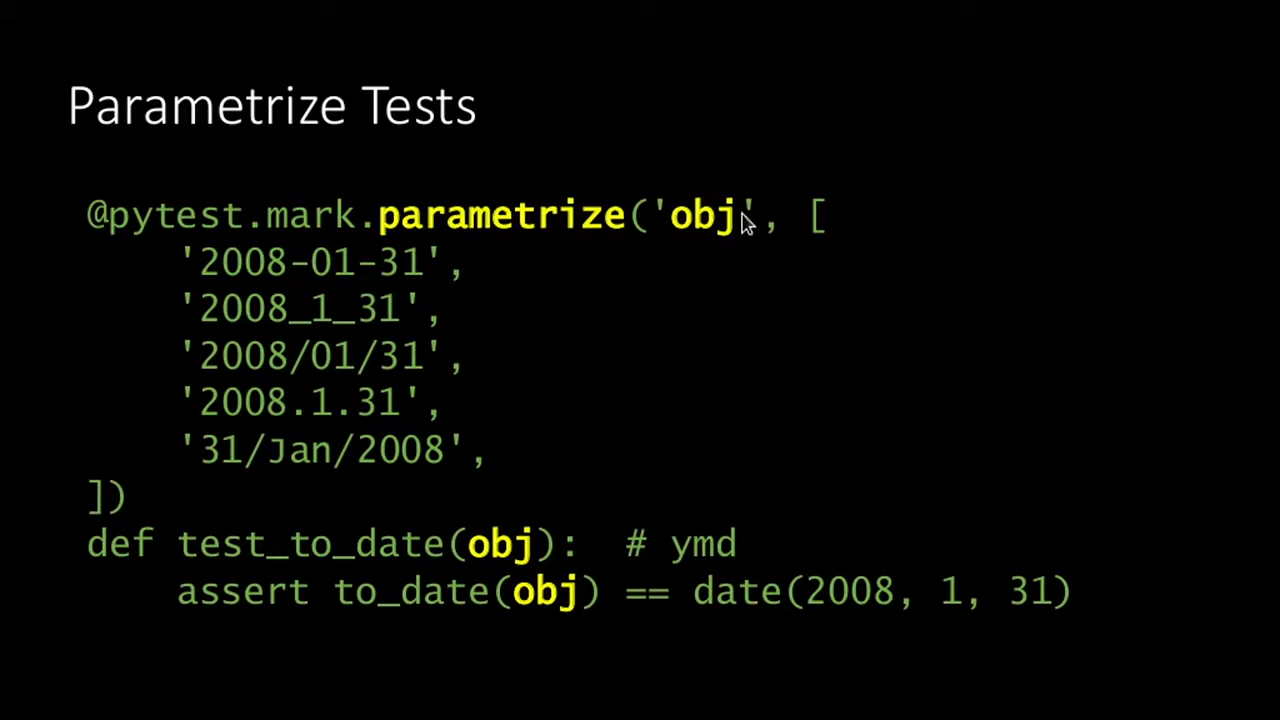 Parametrize Tests
@pytest.mark.parametrize('obj', [
'2008-01-31',
'2008_1_31',
'2008/01/31',
'2008.1.31',
'31/Jan/2008',
])
def test_to_date(obj):  # ymd
assert to_date(obj) == date(2008, 1, 31)